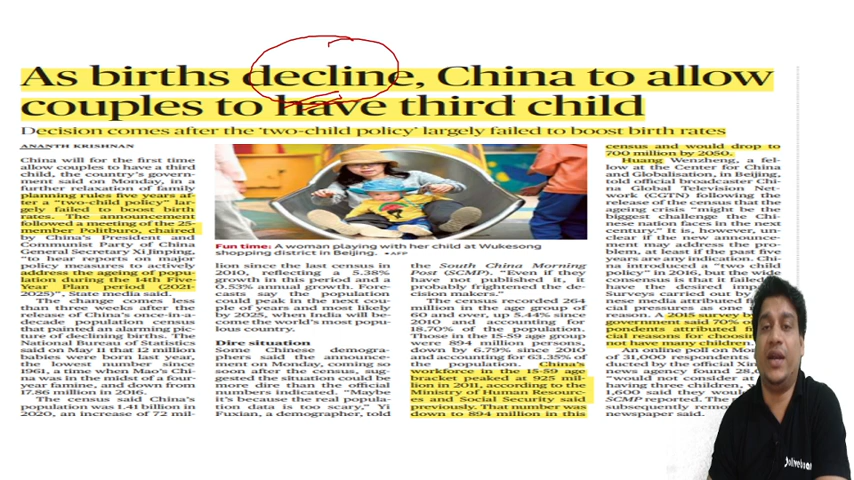 As births decline, China to allow
couples to have third child
Decision comes after the 'two-child policy' largely failed to boost birth rates
ANANTH KRISHNAN
China will for the first time
allow couples to have a third
child, the country's govern-
ment said on Monday, in a
further relaxation of family
planning rules five years af-
ter a "two-child policy" lar-
gely failed to boost birth
rates. The announcement
followed a meeting of the 25-
member Politburo, chaired
by China's President and
Communist Party of China
General Secretary Xi Jinping,
"to hear reports on major
policy measures to actively
address the ageing of popu-
lation during the 14th Five-
Year Plan period (2021-
2025)", State media said.
The change comes less
than three weeks after the
release of China's once-in-a-
decade population census
that painted an alarming pic-
ture of declining births. The
National Bureau of Statistics
said on May 11 that 12 million
babies were born last year,
the lowest number since
1961, a time when Mao's Chi-
na was in the midst of a four-
year famine, and down from
17.86 million in 2016.
The census said China's
population was 1.41 billion in
2020, an increase of 72 mil-
Fun time: A woman playing with her child at Wukesong
shopping district in Beijing. • AFP
lion since the last census in
2010, reflecting a 5.38%
growth in this period and a
0.53% annual growth. Fore-
casts say the population
could peak in the next cou-
ple of years and most likely
by 2025, when India will be-
come the world's most popu-
lous country.
Dire situation
Some Chinese demogra-
phers said the announce-
ment on Monday, coming so
soon after the census, sug-
gested the situation could be
more dire than the official
numbers indicated. "Maybe
it's because the real popula-
tion data is too scary," Yi
Fuxian, a demographer, told
the South China Morning
Post (SCMP). "Even if they
have not published it, it
probably frightened the de-
cision makers."
The census recorded 264
million in the age group of
60 and over, up 5.44% since
2010 and accounting for
18.70% of the population.
Those in the 15-59 age group
were 894 million persons,
down by 6.79% since 2010
and accounting for 63.35% of
the population. China's
workforce in the 15-59 age
bracket peaked at 925 mil-
lion in 2011, according to the
Ministry of Human Resourc-
es and Social Security said
previously. That number was
down to 894 million in this
census and would drop to
700 million by 2050.
Huang Wenzheng, a fel-
low at the Center for China
and Globalisation, in Beijing,
told official broadcaster Chi-
na Global Television Net-
work (CGTN) following the
release of the census that the
ageing crisis "might be the
biggest challenge the Chi-
nese nation faces in the next
century." It is, however, un-
clear if the new announce-
ment may address the pro-
blem, at least if the past five
years are any indication. Chi-
na introduced a "two-child
policy" in 2016, but the wide
consensus is that it failed
have the desired im
Surveys carried out by
nese media attributed f
cial pressures as one
reason. A 2018 survey b
government said 70% o
pondents attributed f
cial reasons for choosing
not have many children.
An online poll on Mon
of 31,000 respondents
ducted by the official Xin
news agency found 28,
"would not consider at
having three children,
1,600 said they would
SCMP reported. The
subsequently remo
newspaper said.